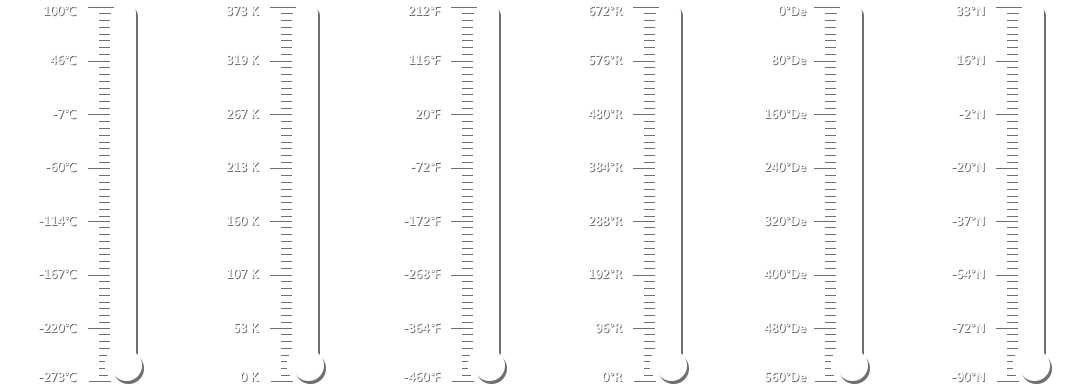 100°C 373 K 212°F 672°R 0°De 33°N
46°C 319 K 116°F 576°R 80°De 16°N
-7°C 267 K 20°F 480°R 160°De -2°N
-60°C 213 K -72°F 384°R 240°De -20°N
-114°C 160 K -172°F 288°R 320°De -37°N
-167°C 107 K -268°F 192°R 400°De -54°N
-220°C 53 K -364°F 96°R 480°De -72°N
-273°C 0 K -460°F 0°R 560°De -90°N